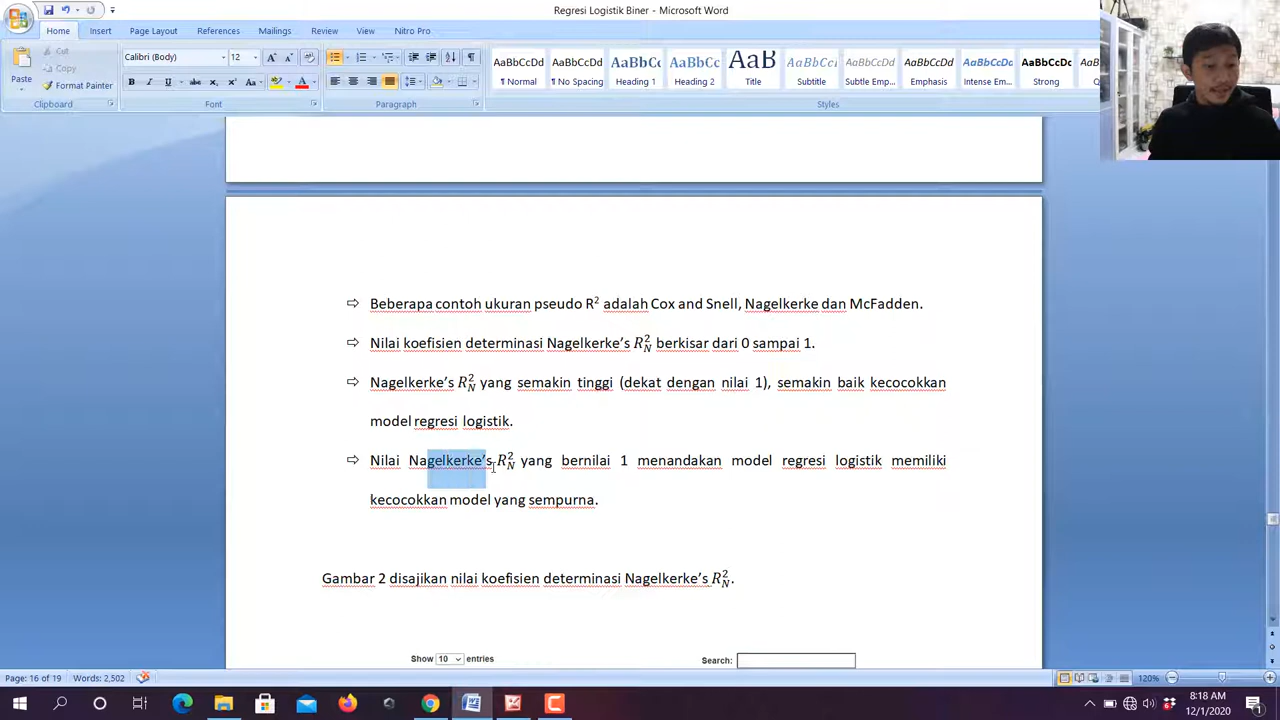 Regresi Logistik Biner - Microsoft Word
Home Insert Page Layout References Mailings Review View Nitro Pro
Paste
Cut
Copy
Format Painter
Calibri (Body) 12
AaBbCcDd AaBbCcDd AaBbC AaBbCc AaB AaBbCcl AaBbCcDd AaBbCcDd AaBbCcDd AaBbCcDd
¶ Normal ¶ No Spacing Heading 1 Heading 2 Title Subtitle Subtle Emp... Emphasis Intense Em... Strong
Clipboard Font Paragraph Styles
⇨ Beberapa contoh ukuran pseudo R² adalah Cox and Snell, Nagelkerke dan McFadden.
⇨ Nilai koefisien determinasi Nagelkerke’s R²N berkisar dari 0 sampai 1.
⇨ Nagelkerke’s R²N yang semakin tinggi (dekat dengan nilai 1), semakin baik kecocokkan
model regresi logistik.
⇨ Nilai Nagelkerke’s R²N yang bernilai 1 menandakan model regresi logistik memiliki
kecocokkan model yang sempurna.
Gambar 2 disajikan nilai koefisien determinasi Nagelkerke’s R²N.
Show 10 entries Search:
Page: 16 of 19 Words: 2,502 120%
8:18 AM
12/1/2020